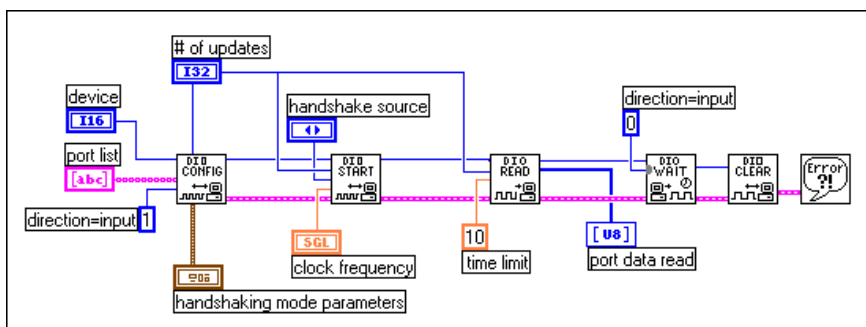 # of updates
I32
device
I16
handshake source
direction=input
0
port list
[abc]
DIO
CONFIG
DIO
START
DIO
READ
DIO
WAIT
DIO
CLEAR
Error
?!
direction=input 1
SGL
10
[U8]
clock frequency
time limit
port data read
handshaking mode parameters